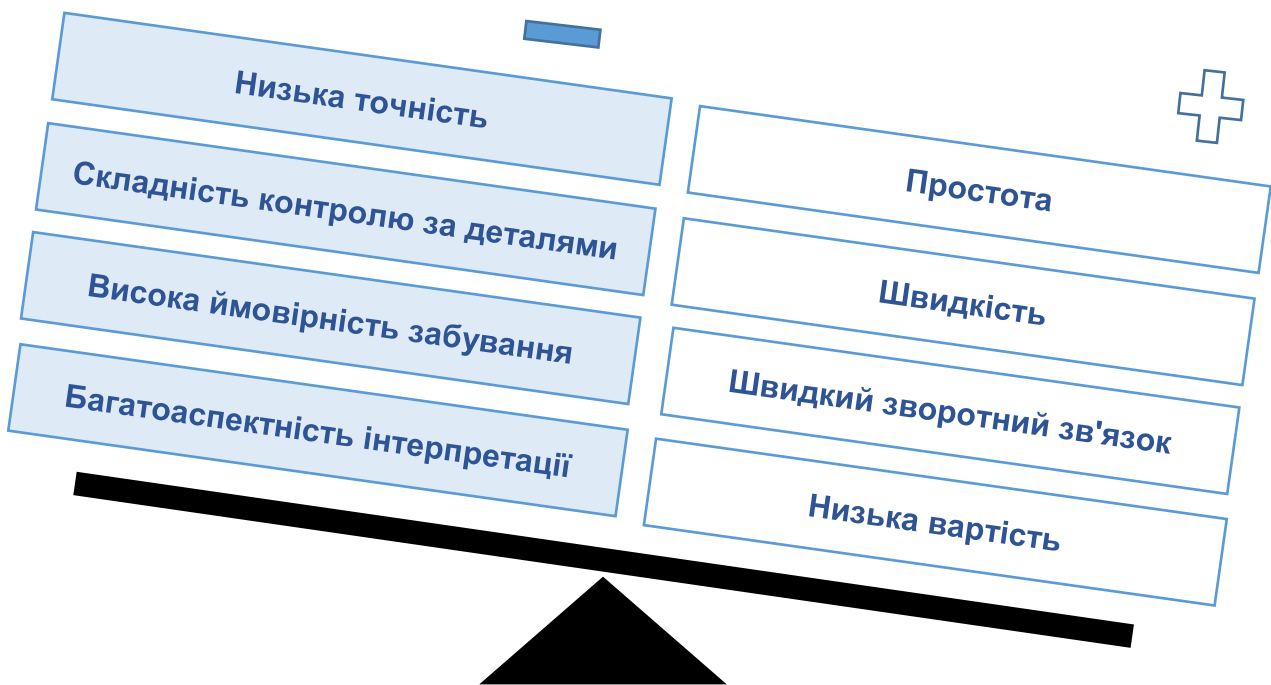 Низька точність
Складність контролю за деталями
Висока ймовірність забування
Багатоаспектність інтерпретації
Простота
Швидкість
Швидкий зворотний зв'язок
Низька вартість